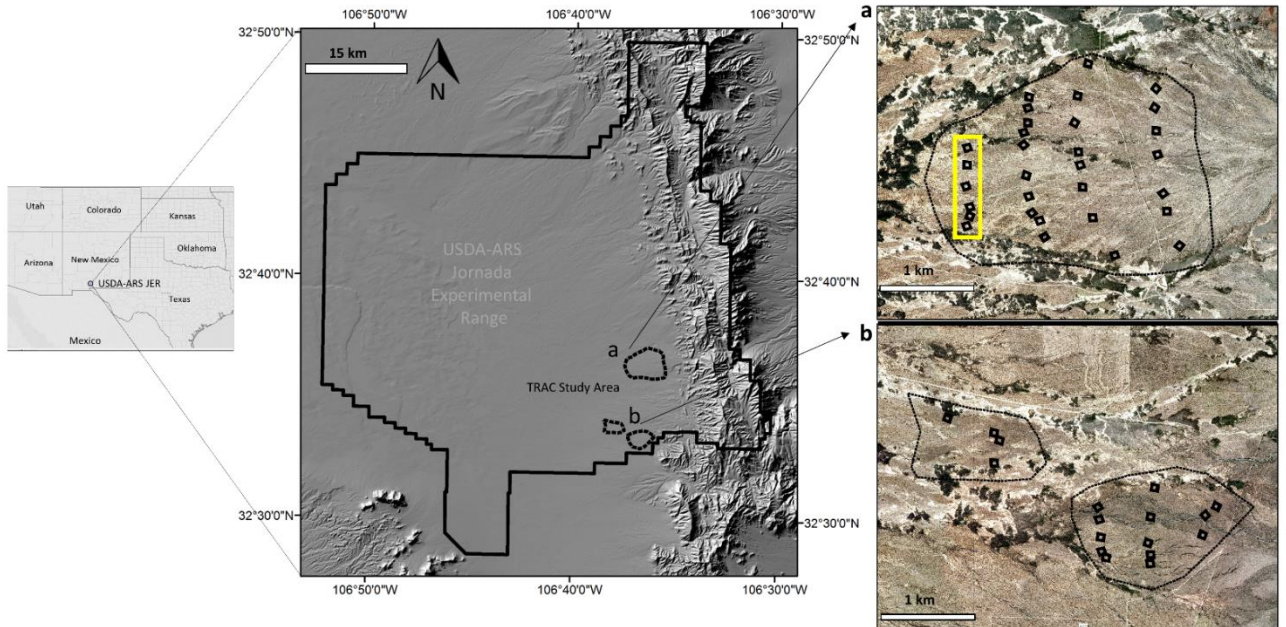 106°50'0"W 106°40'0"W 106°30'0"W
32°50'0"N 32°50'0"N
15 km
N
Utah Colorado Kansas
Oklahoma
Arizona New Mexico
USDA-ARS JER
Texas
Mexico
32°40'0"N 32°40'0"N
USDA-ARS
Jornada
Experimental
Range
a
TRAC Study Area
b
32°30'0"N 32°30'0"N
106°50'0"W 106°40'0"W 106°30'0"W
a
1 km
b
1 km